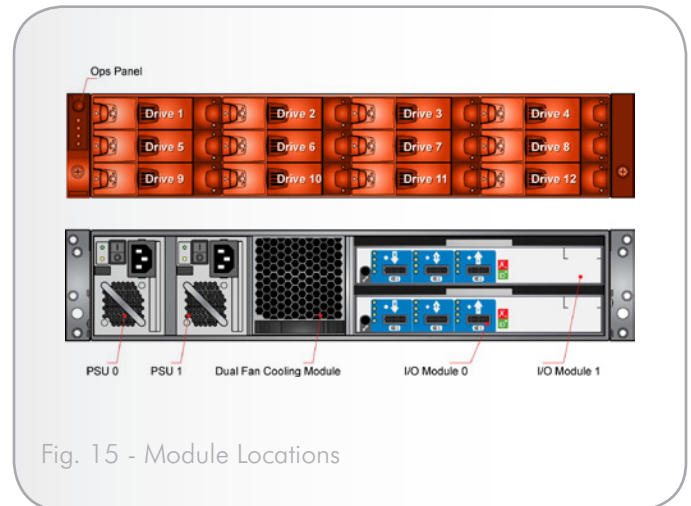 Ops Panel
Drive 1 Drive 2 Drive 3 Drive 4
Drive 5 Drive 6 Drive 7 Drive 8
Drive 9 Drive 10 Drive 11 Drive 12
PSU 0 PSU 1 Dual Fan Cooling Module I/O Module 0 I/O Module 1
Fig. 15 - Module Locations